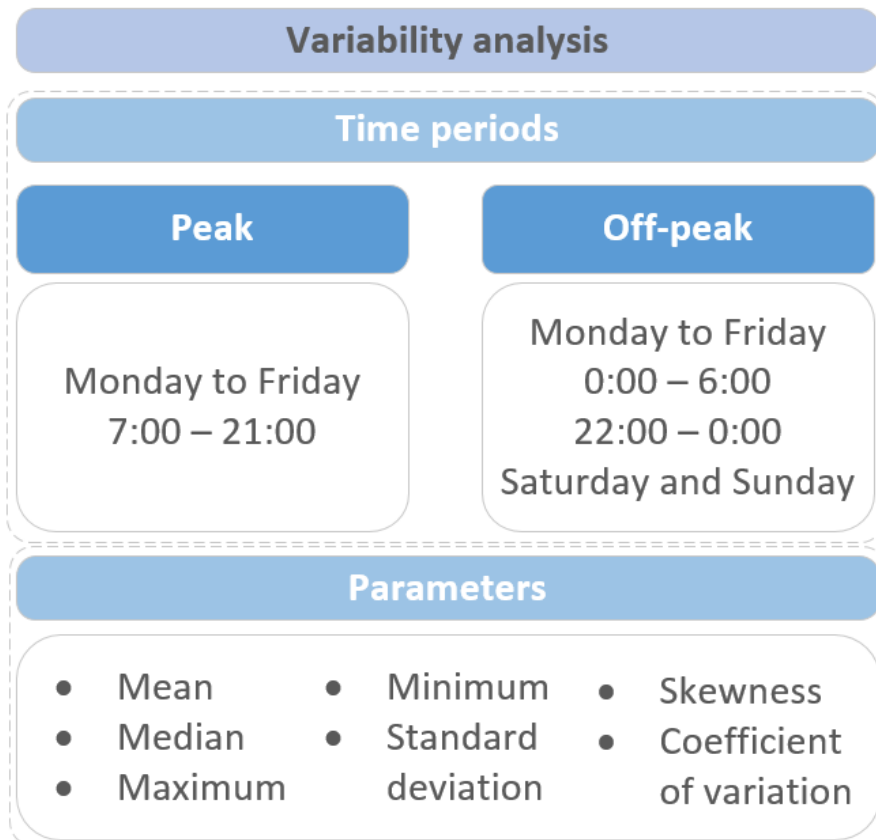 Variability analysis
Time periods
Peak
Off-peak
Monday to Friday
7:00 – 21:00
Monday to Friday
0:00 – 6:00
22:00 – 0:00
Saturday and Sunday
Parameters
● Mean
● Median
● Maximum
● Minimum
● Standard
deviation
● Skewness
● Coefficient
of variation